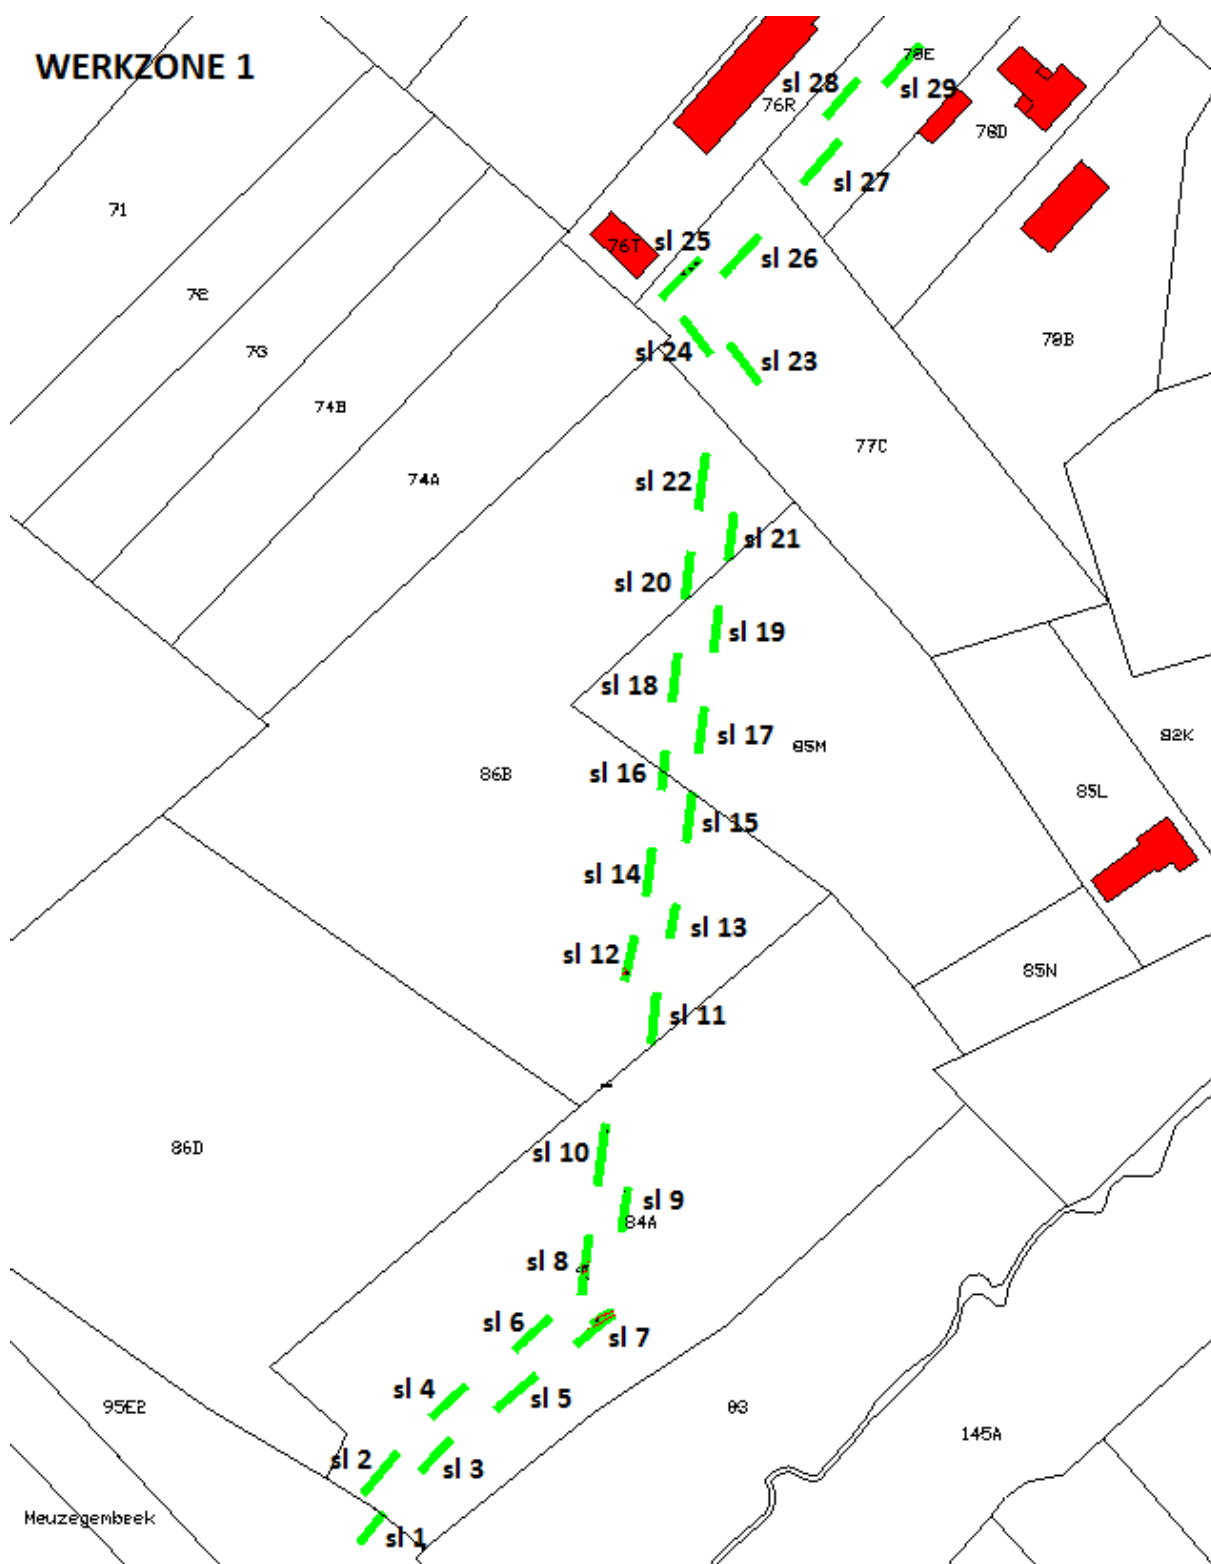 WERKZONE 1
78E
sl 28
sl 29
76R
78D
sl 27
71
sl 25
76T
sl 26
72
73
sl 24
sl 23
78B
74B
77C
74A
sl 22
sl 21
sl 20
sl 19
sl 18
sl 17
85M
82K
sl 16
86B
85L
sl 15
sl 14
sl 13
sl 12
85N
sl 11
86D
sl 10
sl 9
84A
sl 8
sl 6
sl 7
sl 4
sl 5
95E2
83
145A
sl 2
sl 3
Meuzegembeek
sl 1